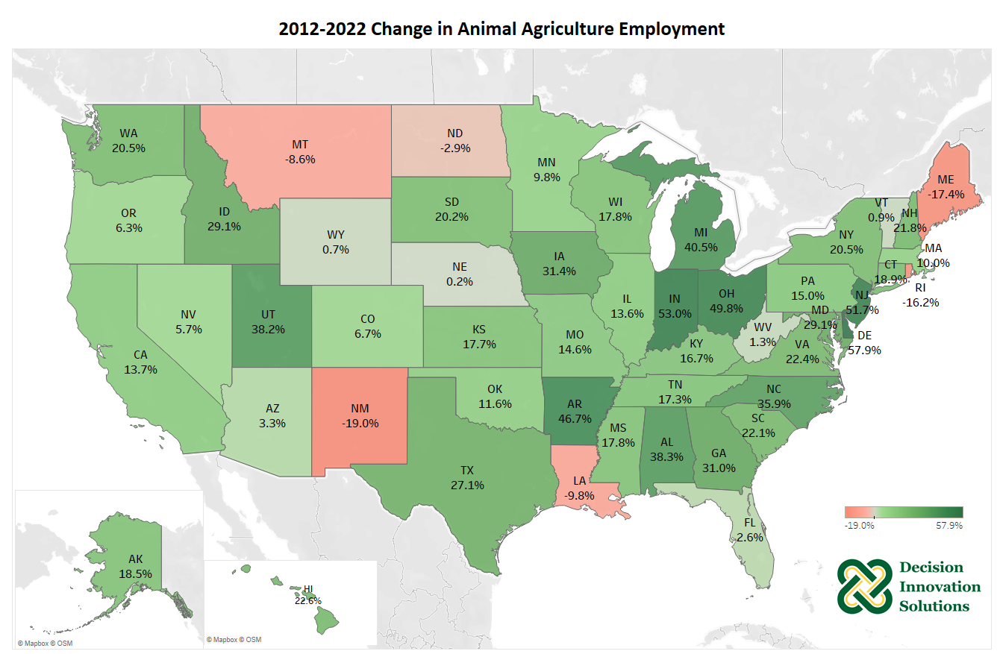 2012-2022 Change in Animal Agriculture Employment
WA
20.5%
MT
-8.6%
ND
-2.9%
MN
9.8%
OR
6.3%
ID
29.1%
WY
0.7%
SD
20.2%
WI
17.8%
MI
40.5%
NY
20.5%
VT
0.9%
NH
21.8%
ME
-17.4%
MA
10.0%
CT
18.9%
RI
-16.2%
NE
0.2%
IA
31.4%
IL
13.6%
IN
53.0%
OH
49.8%
PA
15.0%
NJ
51.7%
MD
29.1%
DE
57.9%
WV
1.3%
VA
22.4%
NV
5.7%
UT
38.2%
CO
6.7%
KS
17.7%
MO
14.6%
KY
16.7%
CA
13.7%
AZ
3.3%
NM
-19.0%
OK
11.6%
AR
46.7%
TN
17.3%
NC
35.9%
SC
22.1%
MS
17.8%
AL
38.3%
GA
31.0%
TX
27.1%
LA
-9.8%
FL
2.6%
AK
18.5%
HI
22.6%
-19.0%
57.9%
Decision
Innovation
Solutions
© Mapbox © OSM
© Mapbox © OSM